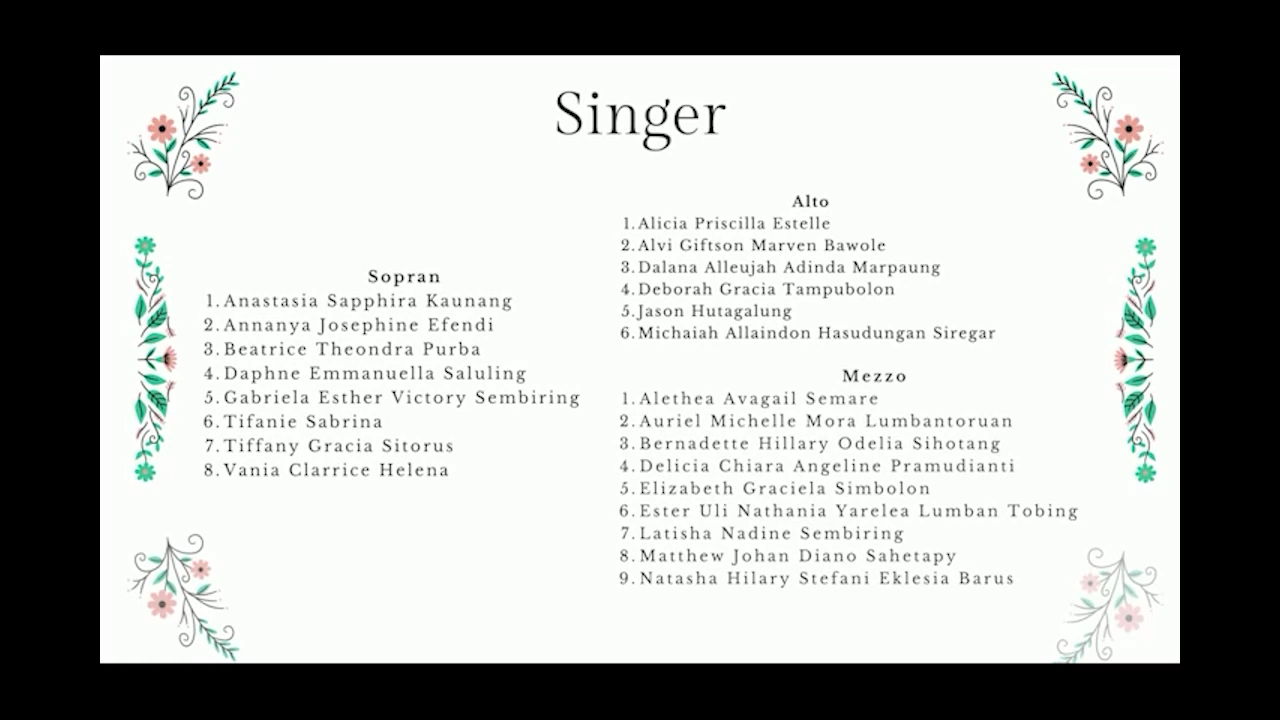 Singer
Sopran
1. Anastasia Sapphira Kaunang
2. Annanya Josephine Efendi
3. Beatrice Theondra Purba
4. Daphne Emmanuella Saluling
5. Gabriela Esther Victory Sembiring
6. Tifanie Sabrina
7. Tiffany Gracia Sitorus
8. Vania Clarrice Helena
Alto
1. Alicia Priscilla Estelle
2. Alvi Giftson Marven Bawole
3. Dalana Alleujah Adinda Marpaung
4. Deborah Gracia Tampubolon
5. Jason Hutagalung
6. Michaiah Allaindon Hasudungan Siregar
Mezzo
1. Alethea Avagail Semare
2. Auriel Michelle Mora Lumbantoruan
3. Bernadette Hillary Odelia Sihotang
4. Delicia Chiara Angeline Pramudianti
5. Elizabeth Graciela Simbolon
6. Ester Uli Nathania Yarelea Lumban Tobing
7. Latisha Nadine Sembiring
8. Matthew Johan Diano Sahetapy
9. Natasha Hilary Stefani Eklesia Barus